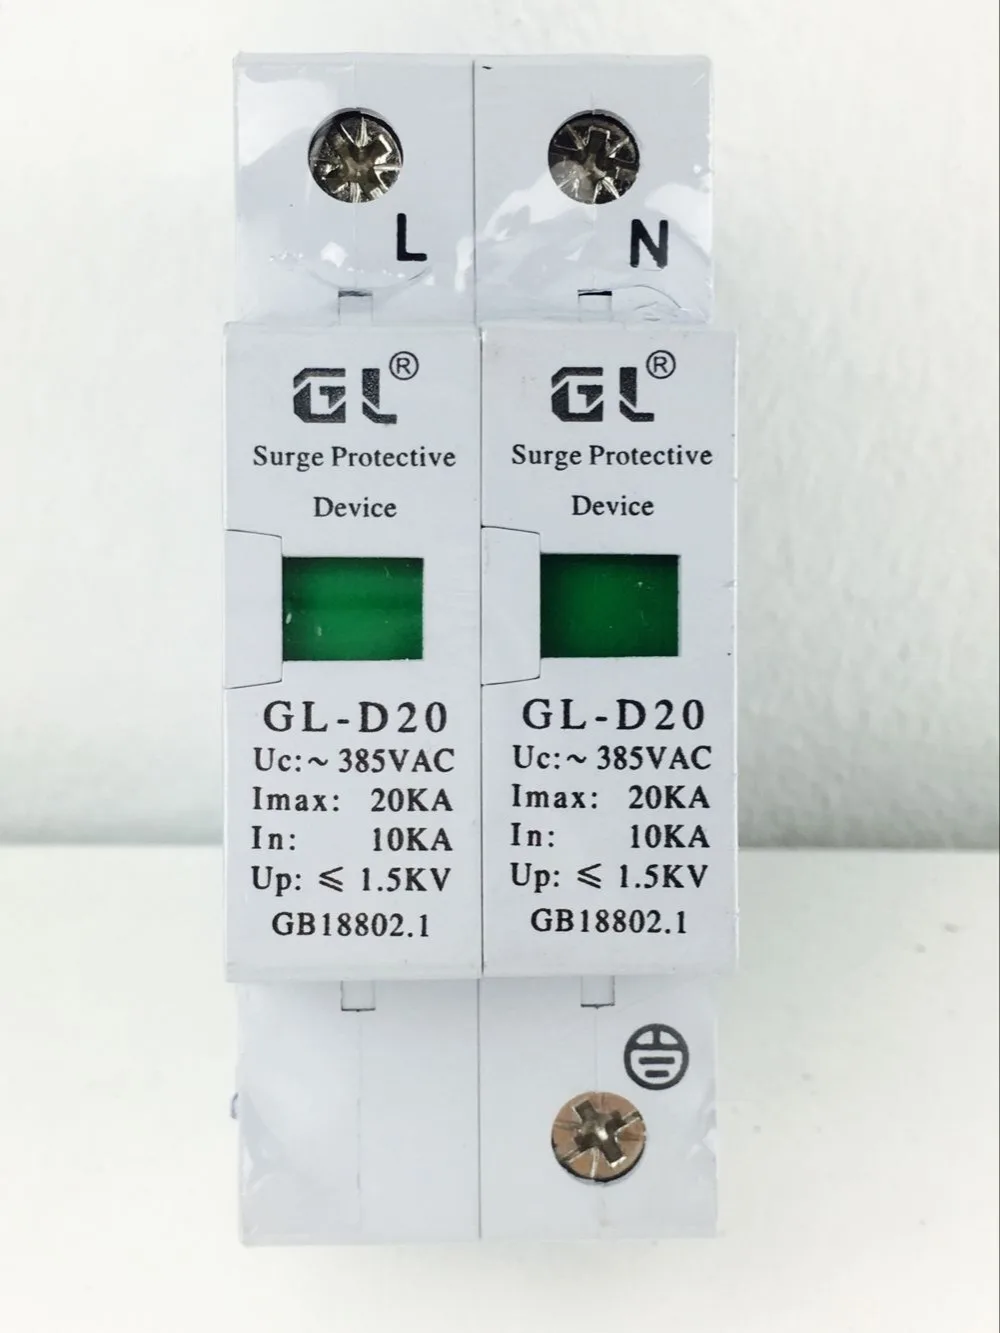 L
N
GL®
Surge Protective
Device
GL-D20
Uc:~ 385VAC
Imax: 20KA
In: 10KA
Up: ⩽ 1.5KV
GB18802.1
GL®
Surge Protective
Device
GL-D20
Uc:~ 385VAC
Imax: 20KA
In: 10KA
Up: ⩽ 1.5KV
GB18802.1